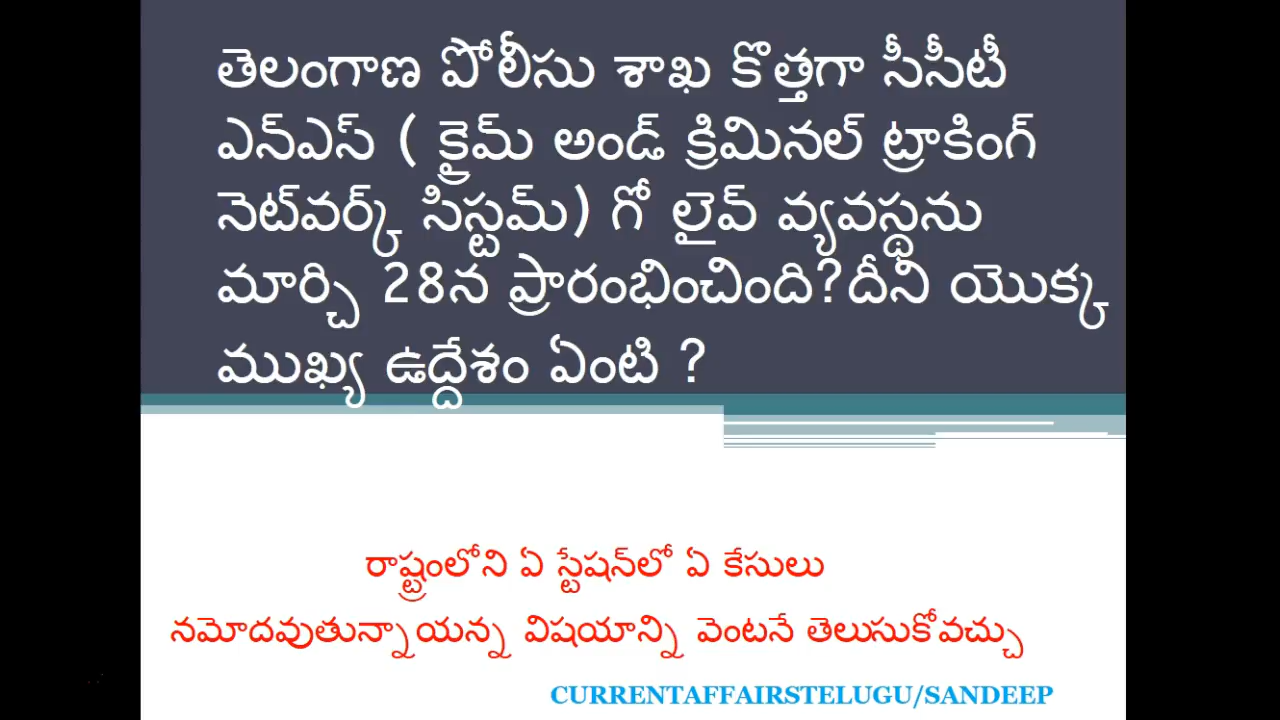 తెలంగాణ పోలీసు శాఖ కొత్తగా సీసీటీ
ఎన్ఎస్ ( క్రైమ్ అండ్ క్రిమినల్ ట్రాకింగ్
నెట్‌వర్క్ సిస్టమ్) గో లైవ్ వ్యవస్థను
మార్చి 28న ప్రారంభించింది?దీని యొక్క
ముఖ్య ఉద్దేశం ఏంటి ?
రాష్ట్రంలోని ఏ స్టేషన్‌లో ఏ కేసులు
నమోదవుతున్నాయన్న విషయాన్ని వెంటనే తెలుసుకోవచ్చు
CURRENTAFFAIRSTELUGU/SANDEEP